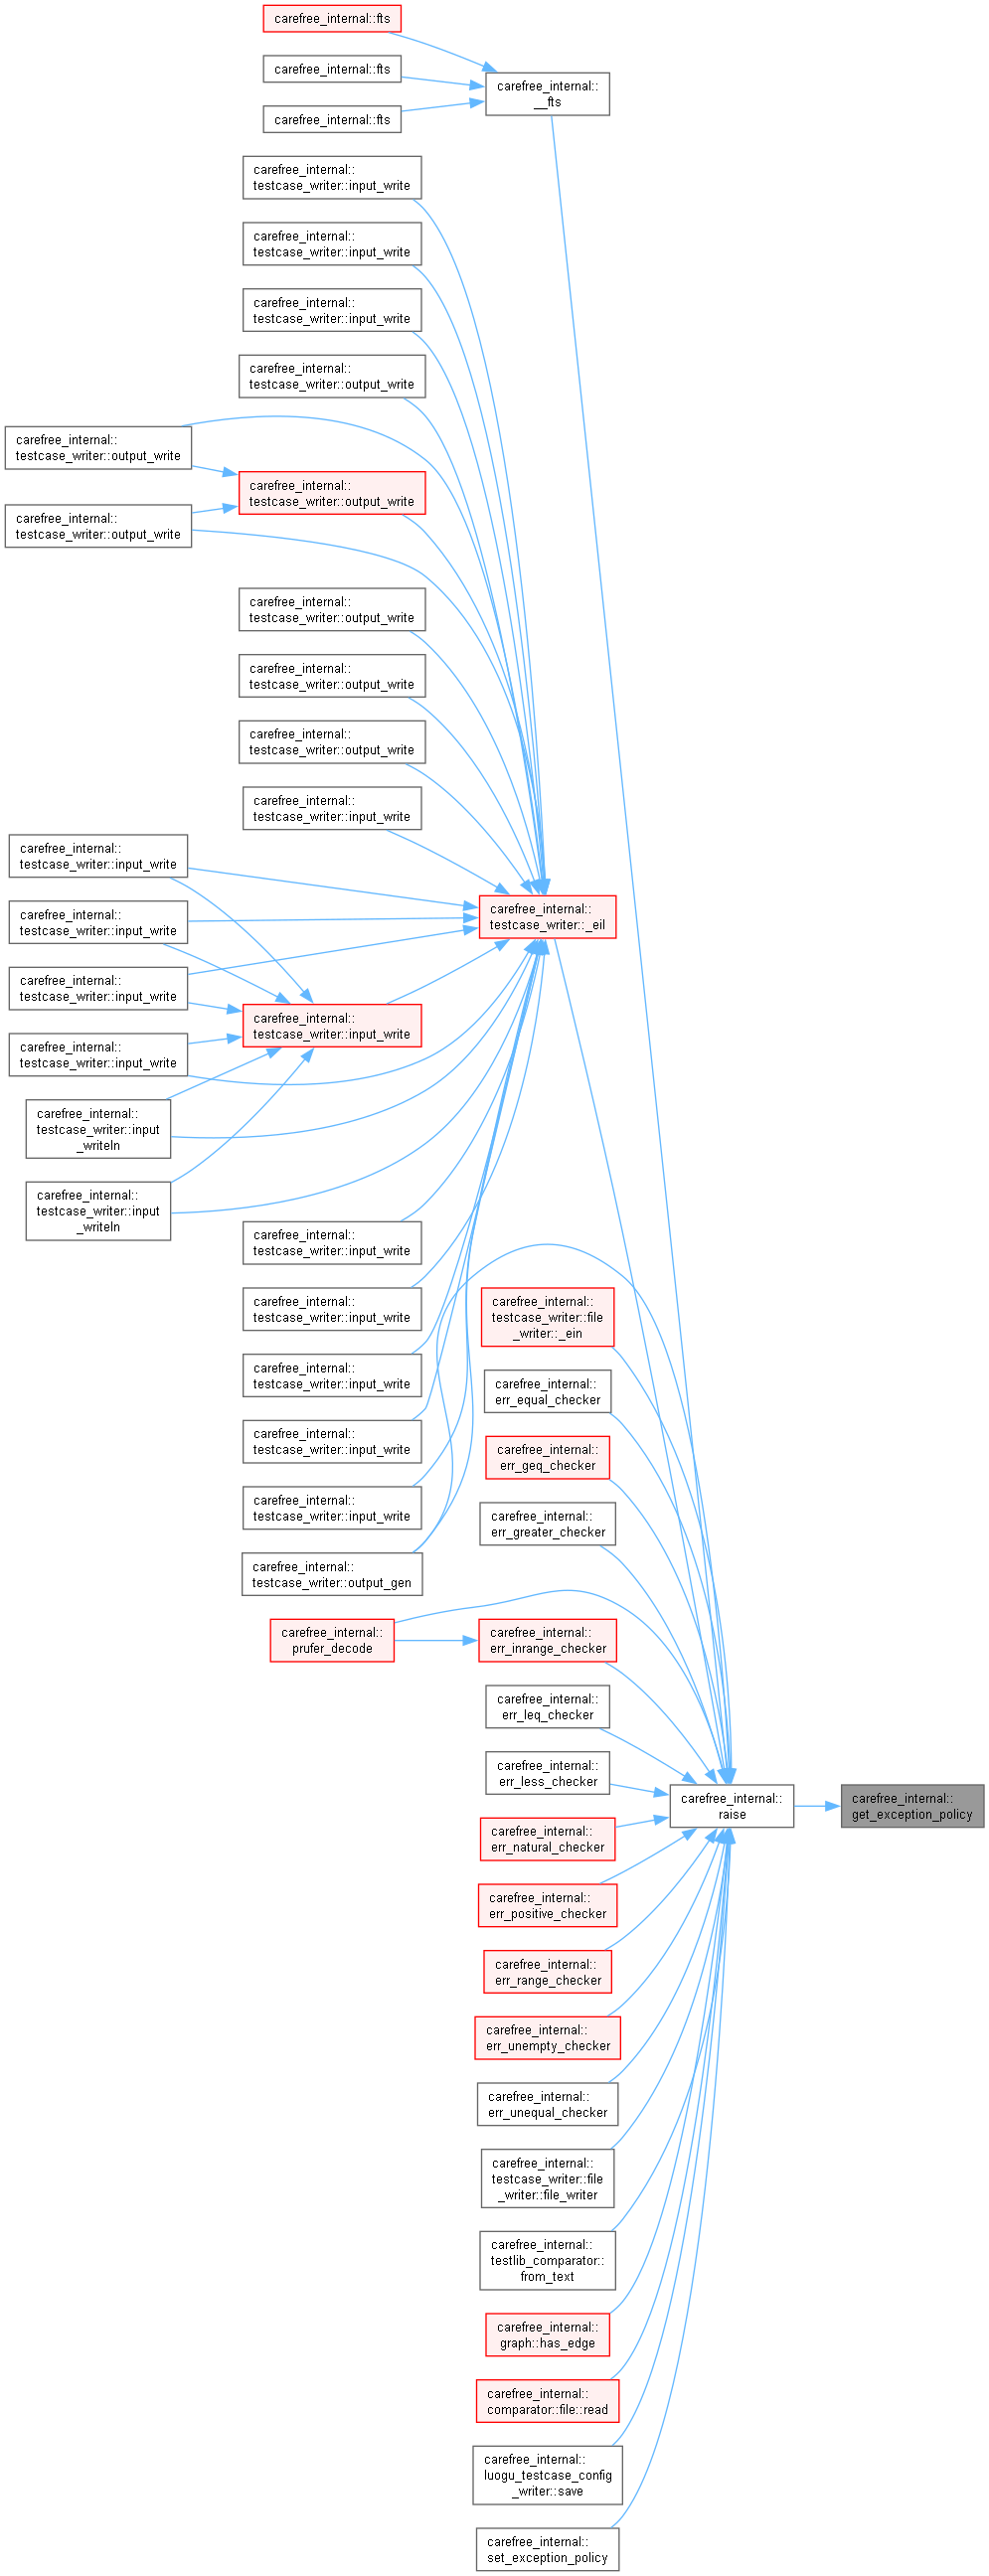 carefree_internal::fts
carefree_internal::fts
carefree_internal::
__fts
carefree_internal::fts
carefree_internal::
testcase_writer::input_write
carefree_internal::
testcase_writer::input_write
carefree_internal::
testcase_writer::input_write
carefree_internal::
testcase_writer::output_write
carefree_internal::
testcase_writer::output_write
carefree_internal::
testcase_writer::output_write
carefree_internal::
testcase_writer::output_write
carefree_internal::
testcase_writer::output_write
carefree_internal::
testcase_writer::output_write
carefree_internal::
testcase_writer::output_write
carefree_internal::
testcase_writer::input_write
carefree_internal::
testcase_writer::input_write
carefree_internal::
testcase_writer::_eil
carefree_internal::
testcase_writer::input_write
carefree_internal::
testcase_writer::input_write
carefree_internal::
testcase_writer::input_write
carefree_internal::
testcase_writer::input_write
carefree_internal::
testcase_writer::input
_writeln
carefree_internal::
testcase_writer::input
_writeln
carefree_internal::
testcase_writer::input_write
carefree_internal::
testcase_writer::input_write
carefree_internal::
testcase_writer::file
_writer::_ein
carefree_internal::
testcase_writer::input_write
carefree_internal::
err_equal_checker
carefree_internal::
testcase_writer::input_write
carefree_internal::
err_geq_checker
carefree_internal::
testcase_writer::input_write
carefree_internal::
err_greater_checker
carefree_internal::
testcase_writer::output_gen
carefree_internal::
prufer_decode
carefree_internal::
err_inrange_checker
carefree_internal::
err_leq_checker
carefree_internal::
err_less_checker
carefree_internal::
raise
carefree_internal::
get_exception_policy
carefree_internal::
err_natural_checker
carefree_internal::
err_positive_checker
carefree_internal::
err_range_checker
carefree_internal::
err_unempty_checker
carefree_internal::
err_unequal_checker
carefree_internal::
testcase_writer::file
_writer::file_writer
carefree_internal::
testlib_comparator::
from_text
carefree_internal::
graph::has_edge
carefree_internal::
comparator::file::read
carefree_internal::
luogu_testcase_config
_writer::save
carefree_internal::
set_exception_policy